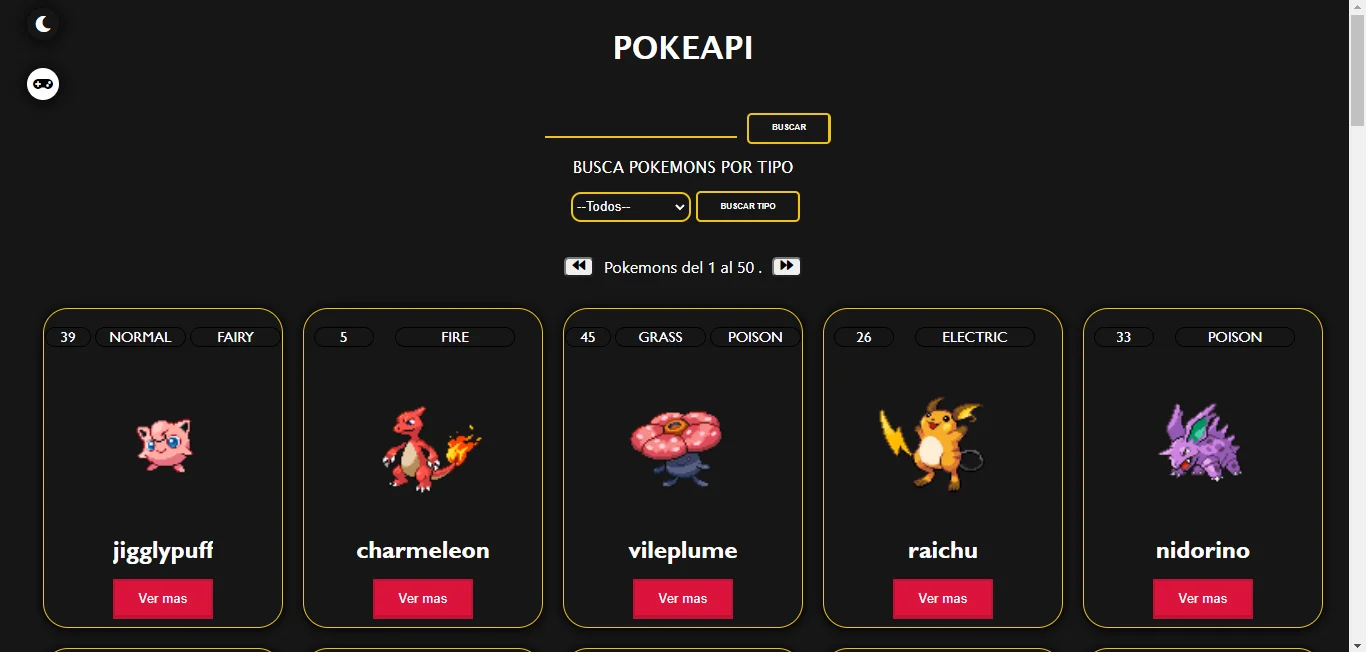 POKEAPI
BUSCAR
BUSCA POKEMONS POR TIPO
--Todos-- BUSCAR TIPO
Pokemons del 1 al 50 .
39 NORMAL FAIRY
jigglypuff
Ver mas
5 FIRE
charmeleon
Ver mas
45 GRASS POISON
vileplume
Ver mas
26 ELECTRIC
raichu
Ver mas
33 POISON
nidorino
Ver mas